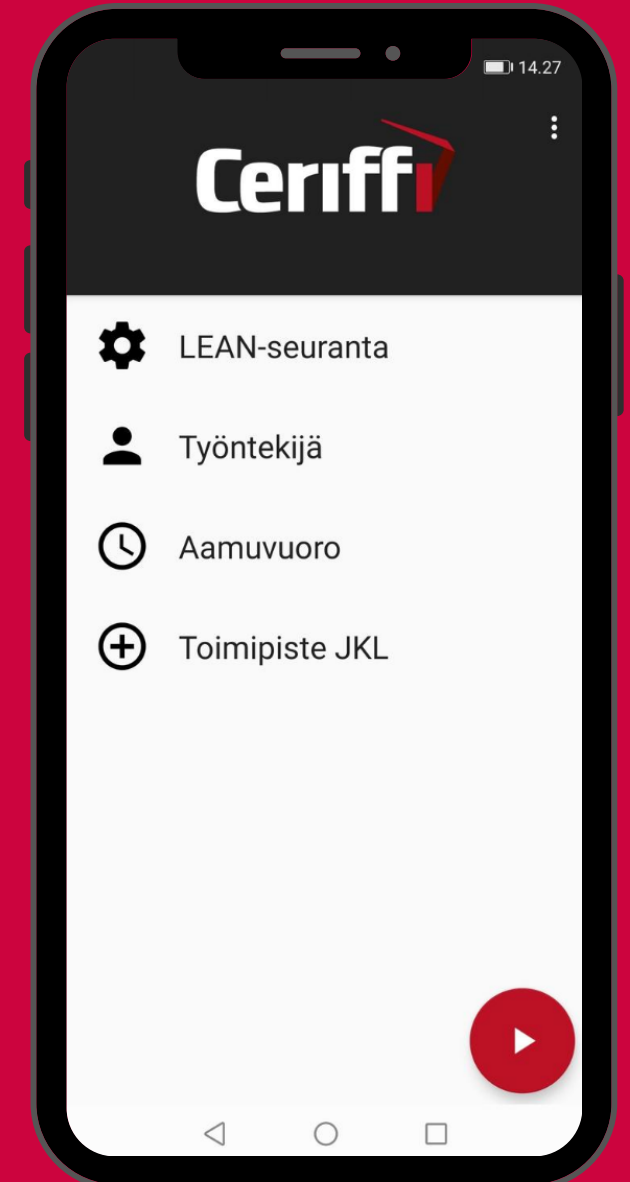 14.27
Ceriffi
LEAN-seuranta
Työntekijä
Aamuvuoro
Toimipiste JKL